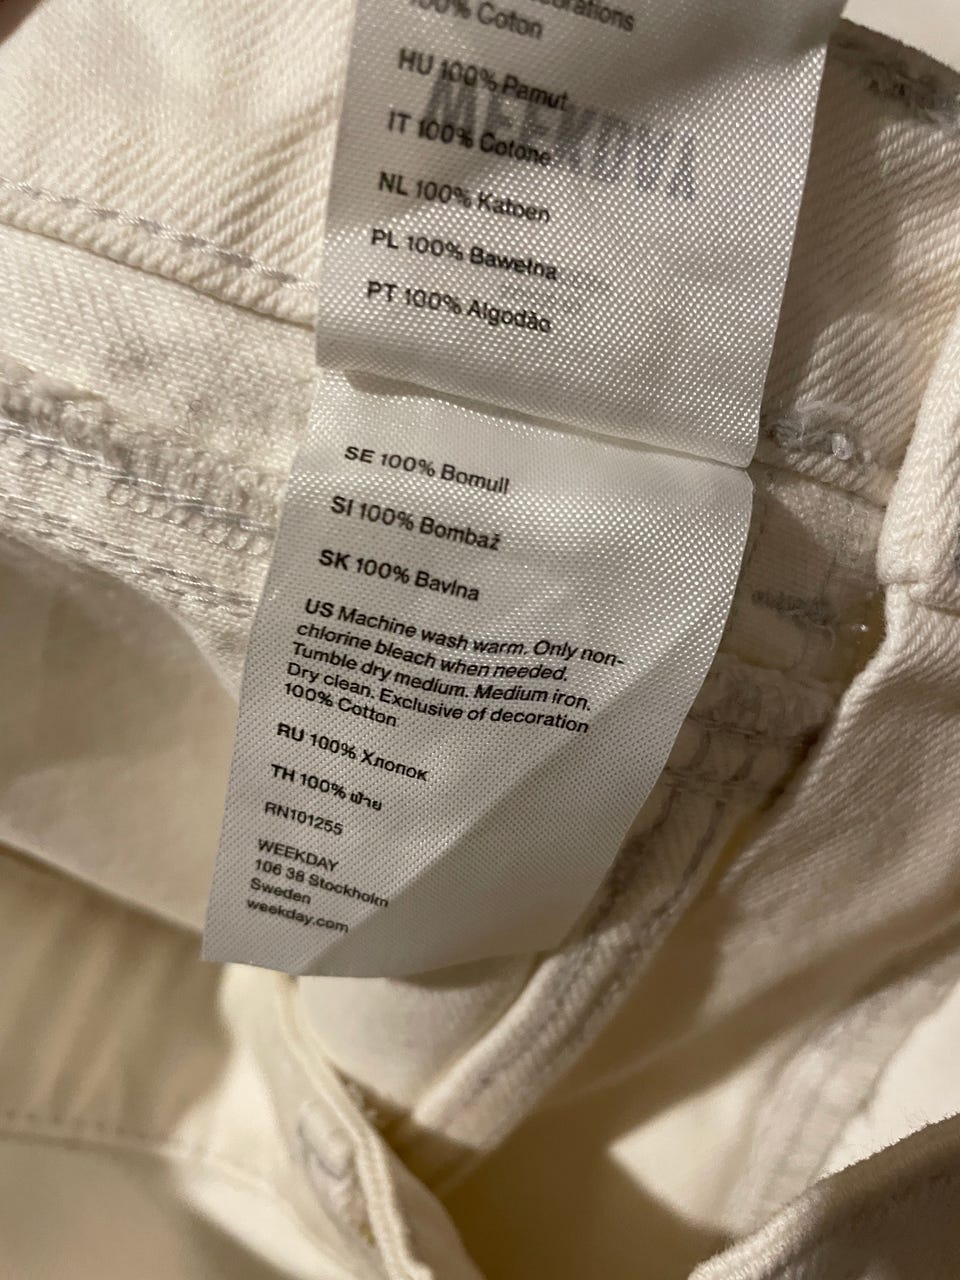 100% Coton
HU 100% Pamut
IT 100% Cotone
NL 100% Katoen
PL 100% Bawełna
PT 100% Algodão
SE 100% Bomull
SI 100% Bombaž
SK 100% Bavlna
US Machine wash warm. Only non-
chlorine bleach when needed.
Tumble dry medium. Medium iron.
Dry clean. Exclusive of decoration
100% Cotton
RU 100% Хлопок
TH 100% ฝ้าย
RN101255
WEEKDAY
106 38 Stockholm
Sweden
weekday.com